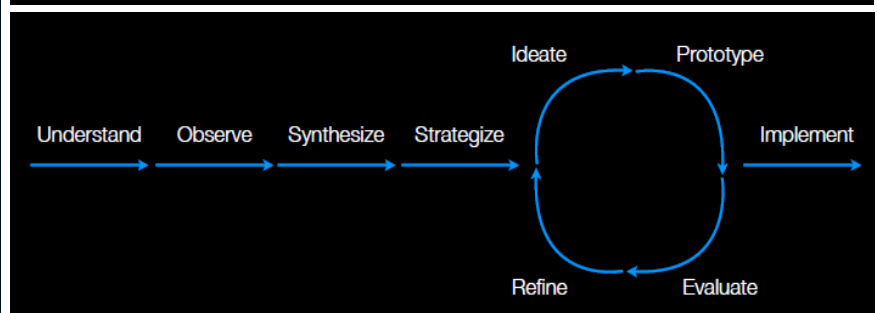 Ideate Prototype
Understand Observe Synthesize Strategize Implement
Refine Evaluate